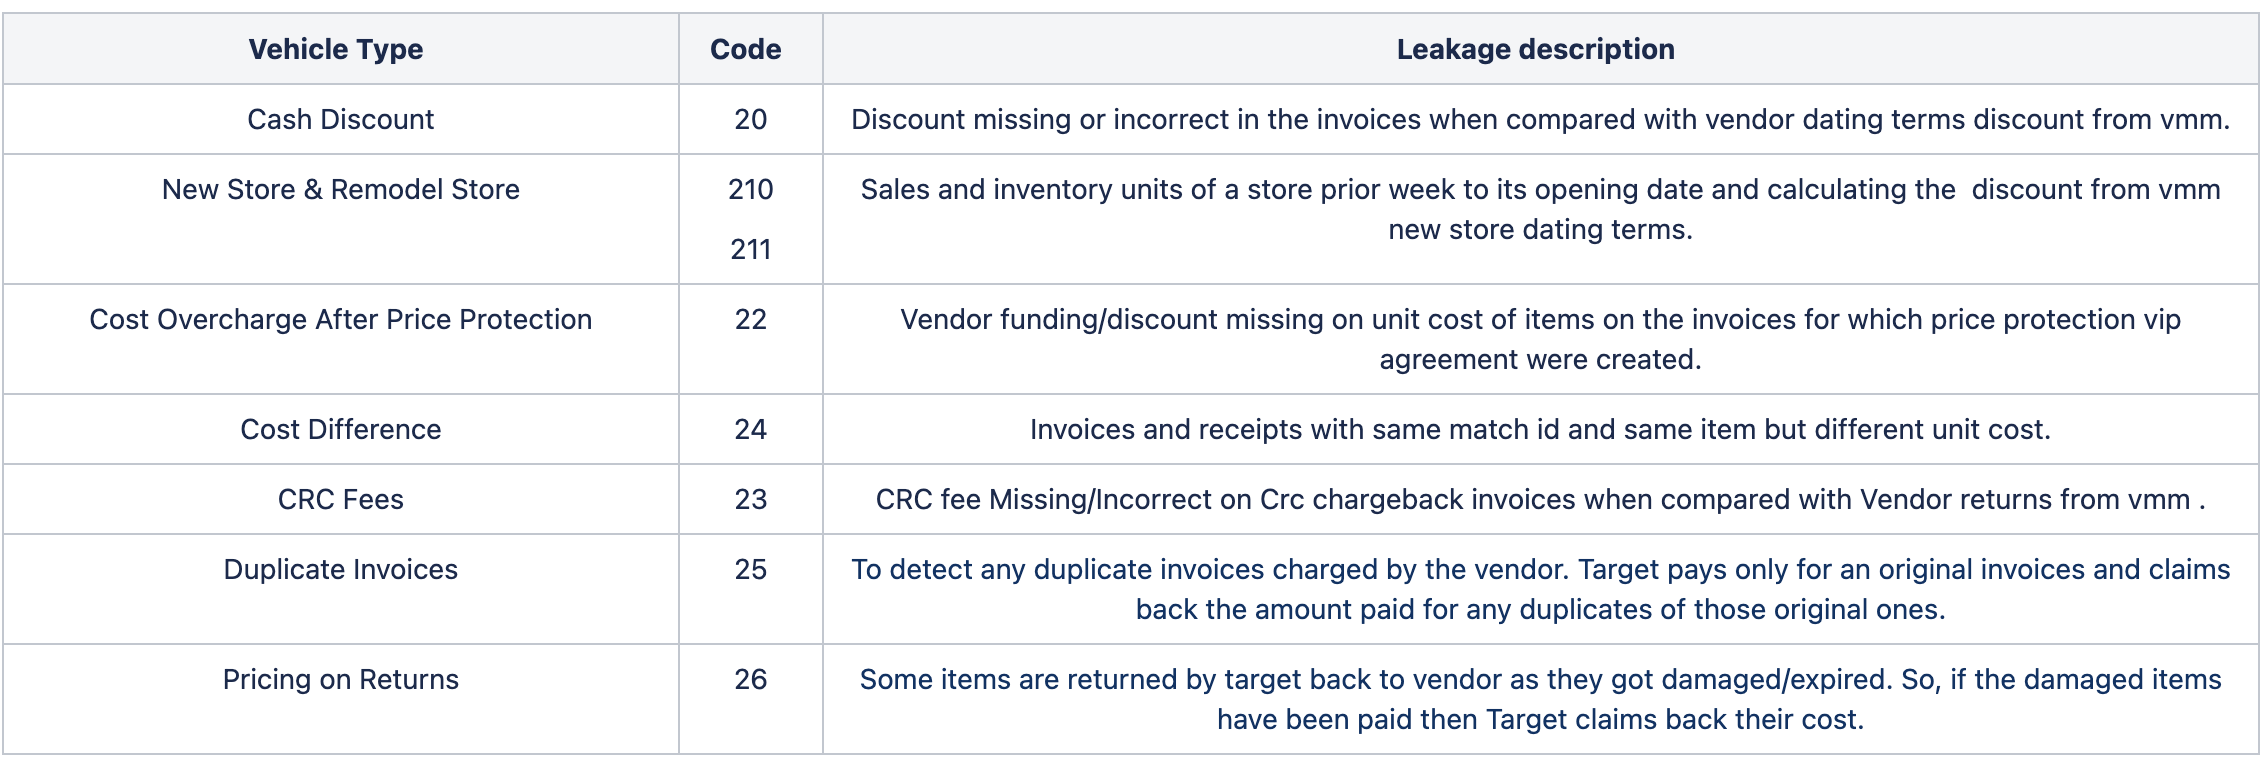 Vehicle Type Code Leakage description
Cash Discount 20 Discount missing or incorrect in the invoices when compared with vendor dating terms discount from vmm.
New Store & Remodel Store 210 Sales and inventory units of a store prior week to its opening date and calculating the  discount from vmm
new store dating terms.
211
Cost Overcharge After Price Protection 22 Vendor funding/discount missing on unit cost of items on the invoices for which price protection vip
agreement were created.
Cost Difference 24 Invoices and receipts with same match id and same item but different unit cost.
CRC Fees 23 CRC fee Missing/Incorrect on Crc chargeback invoices when compared with Vendor returns from vmm .
Duplicate Invoices 25 To detect any duplicate invoices charged by the vendor. Target pays only for an original invoices and claims
back the amount paid for any duplicates of those original ones.
Pricing on Returns 26 Some items are returned by target back to vendor as they got damaged/expired. So, if the damaged items
have been paid then Target claims back their cost.